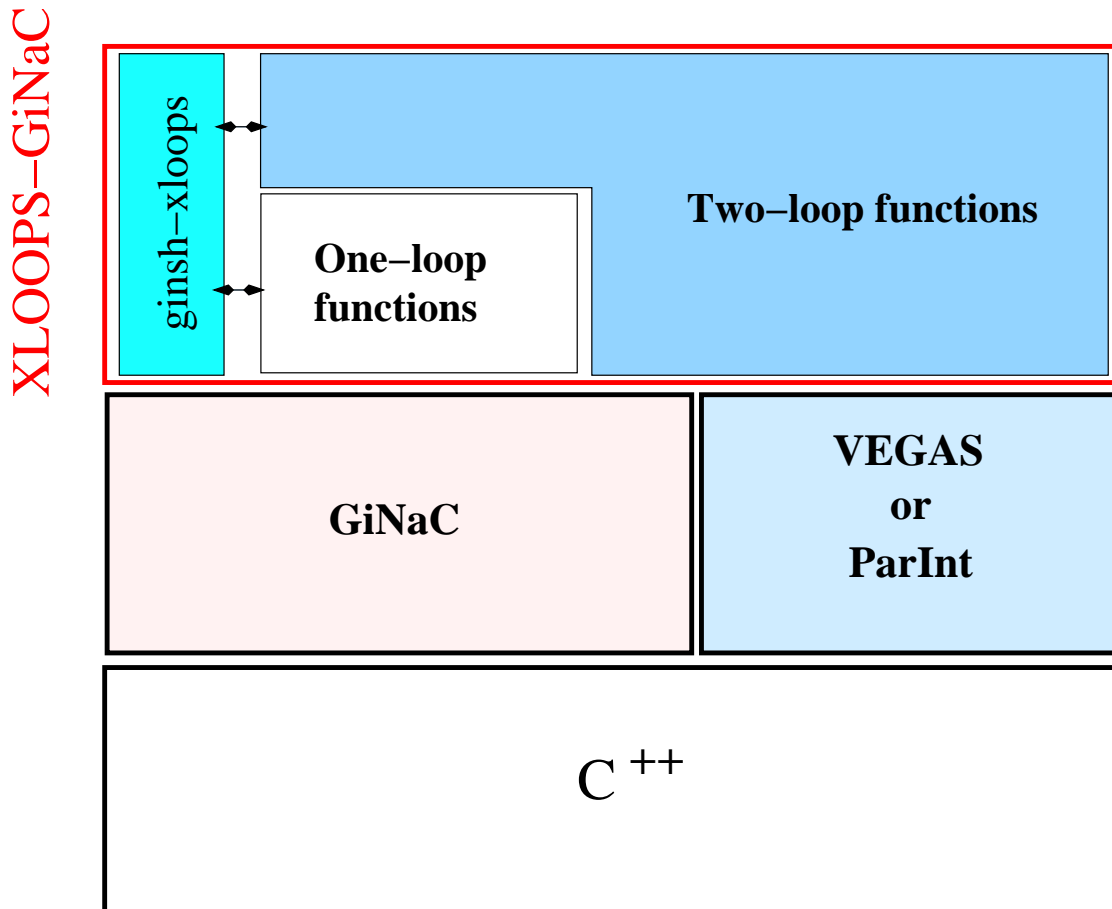 XLOOPS−GiNaC
ginsh−xloops
Two−loop functions
One−loop
functions
GiNaC
VEGAS
or
ParInt
C ++